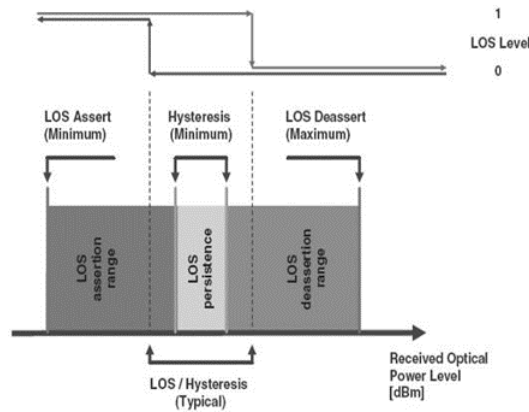 1
LOS Level
0
LOS Assert
(Minimum)
Hysteresis
(Minimum)
LOS Deassert
(Maximum)
LOS
assertion
range
LOS
persistence
LOS
deassertion
range
LOS / Hysteresis
(Typical)
Received Optical
Power Level
[dBm]